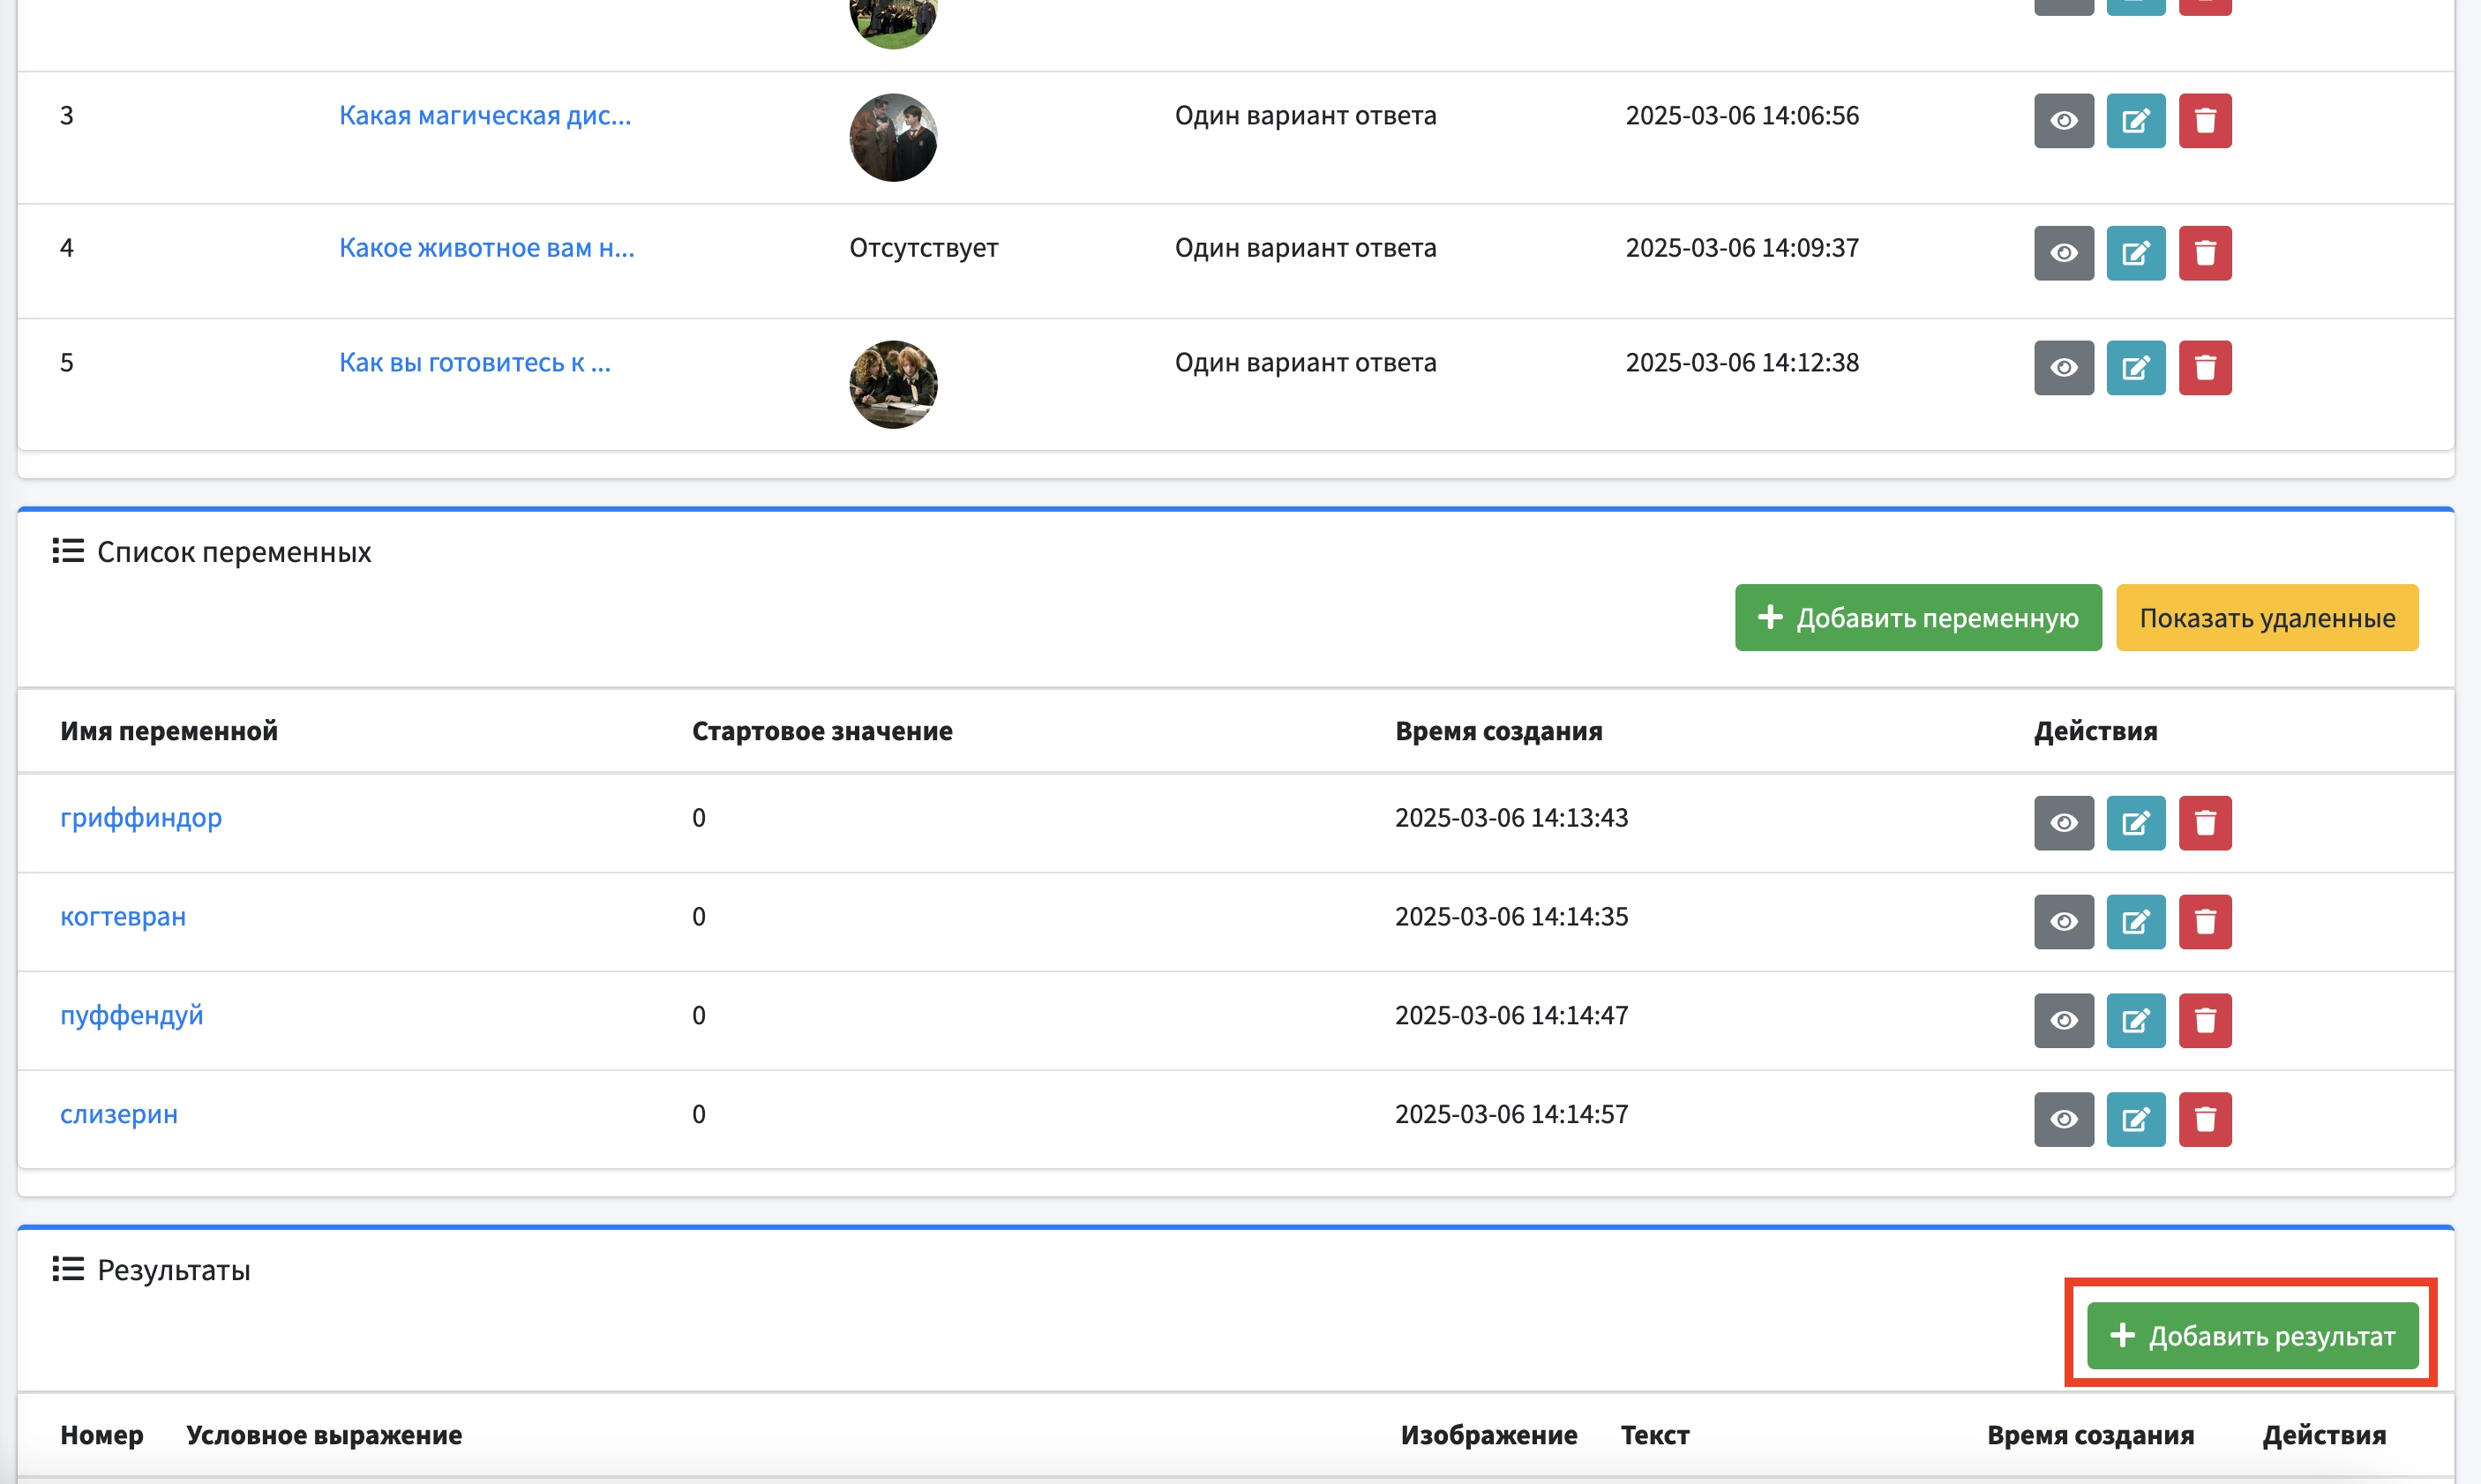 3 Какая магическая дис... Один вариант ответа 2025-03-06 14:06:56
4 Какое животное вам н... Отсутствует Один вариант ответа 2025-03-06 14:09:37
5 Как вы готовитесь к ... Один вариант ответа 2025-03-06 14:12:38
Список переменных
Добавить переменную Показать удаленные
Имя переменной Стартовое значение Время создания Действия
гриффиндор 0 2025-03-06 14:13:43
когтевран 0 2025-03-06 14:14:35
пуффендуй 0 2025-03-06 14:14:47
слизерин 0 2025-03-06 14:14:57
Результаты
Добавить результат
Номер Условное выражение Изображение Текст Время создания Действия